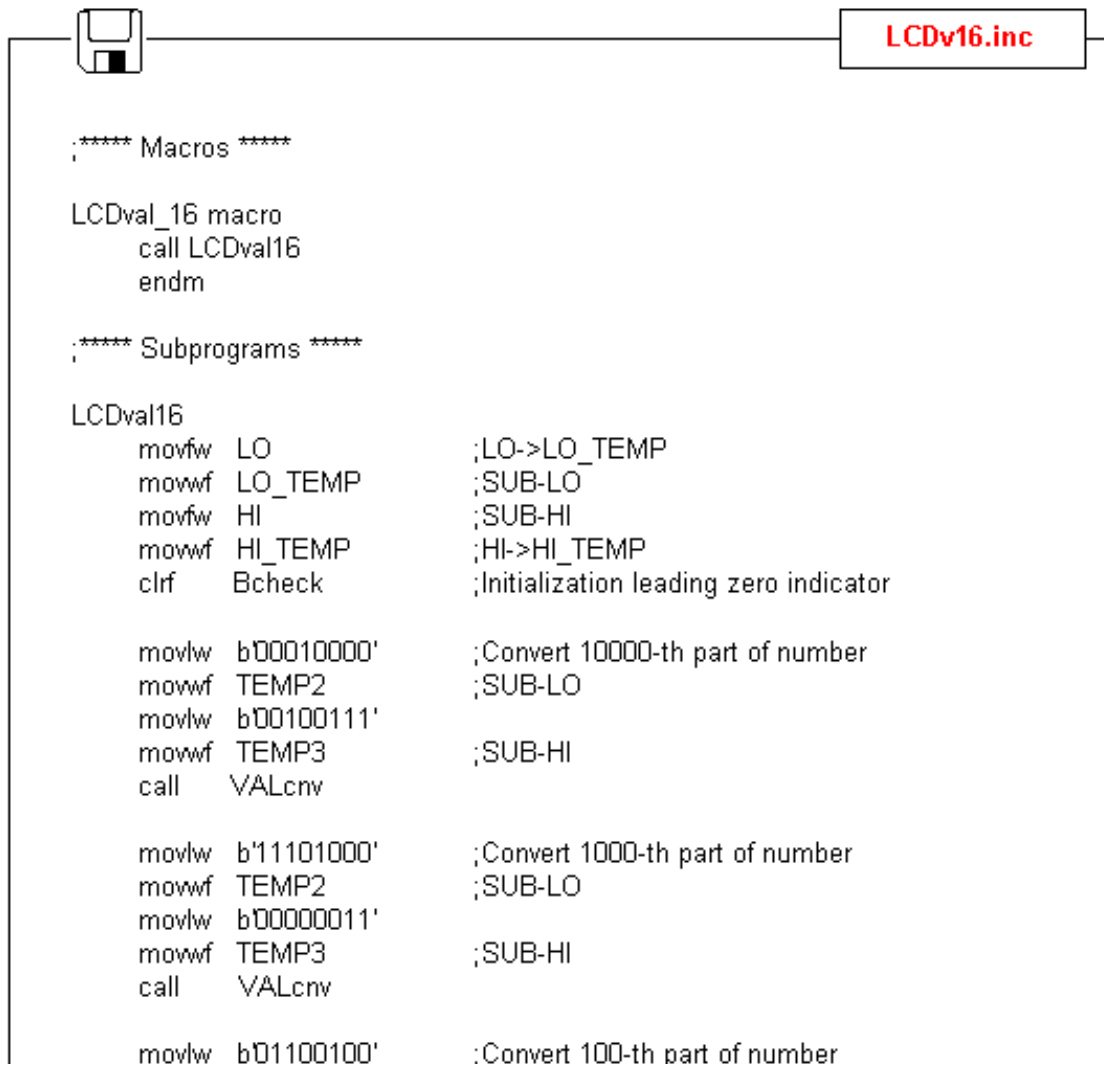 LCDv16.inc
;***** Macros *****
LCDval_16 macro
call LCDval16
endm
;***** Subprograms *****
LCDval16
movfw LO ;LO->LO_TEMP
movwf LO_TEMP ;SUB-LO
movfw HI ;SUB-HI
movwf HI_TEMP ;HI->HI_TEMP
clrf Bcheck ;Initialization leading zero indicator
movlw b'00010000' ;Convert 10000-th part of number
movwf TEMP2 ;SUB-LO
movlw b'00100111'
movwf TEMP3 ;SUB-HI
call VALcnv
movlw b'11101000' ;Convert 1000-th part of number
movwf TEMP2 ;SUB-LO
movlw b'00000011'
movwf TEMP3 ;SUB-HI
call VALcnv
movlw b'01100100' ;Convert 100-th part of number